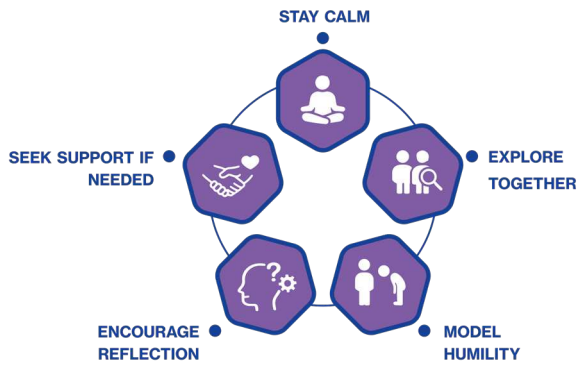 STAY CALM
EXPLORE
TOGETHER
MODEL
HUMILITY
ENCOURAGE
REFLECTION
SEEK SUPPORT IF
NEEDED
?